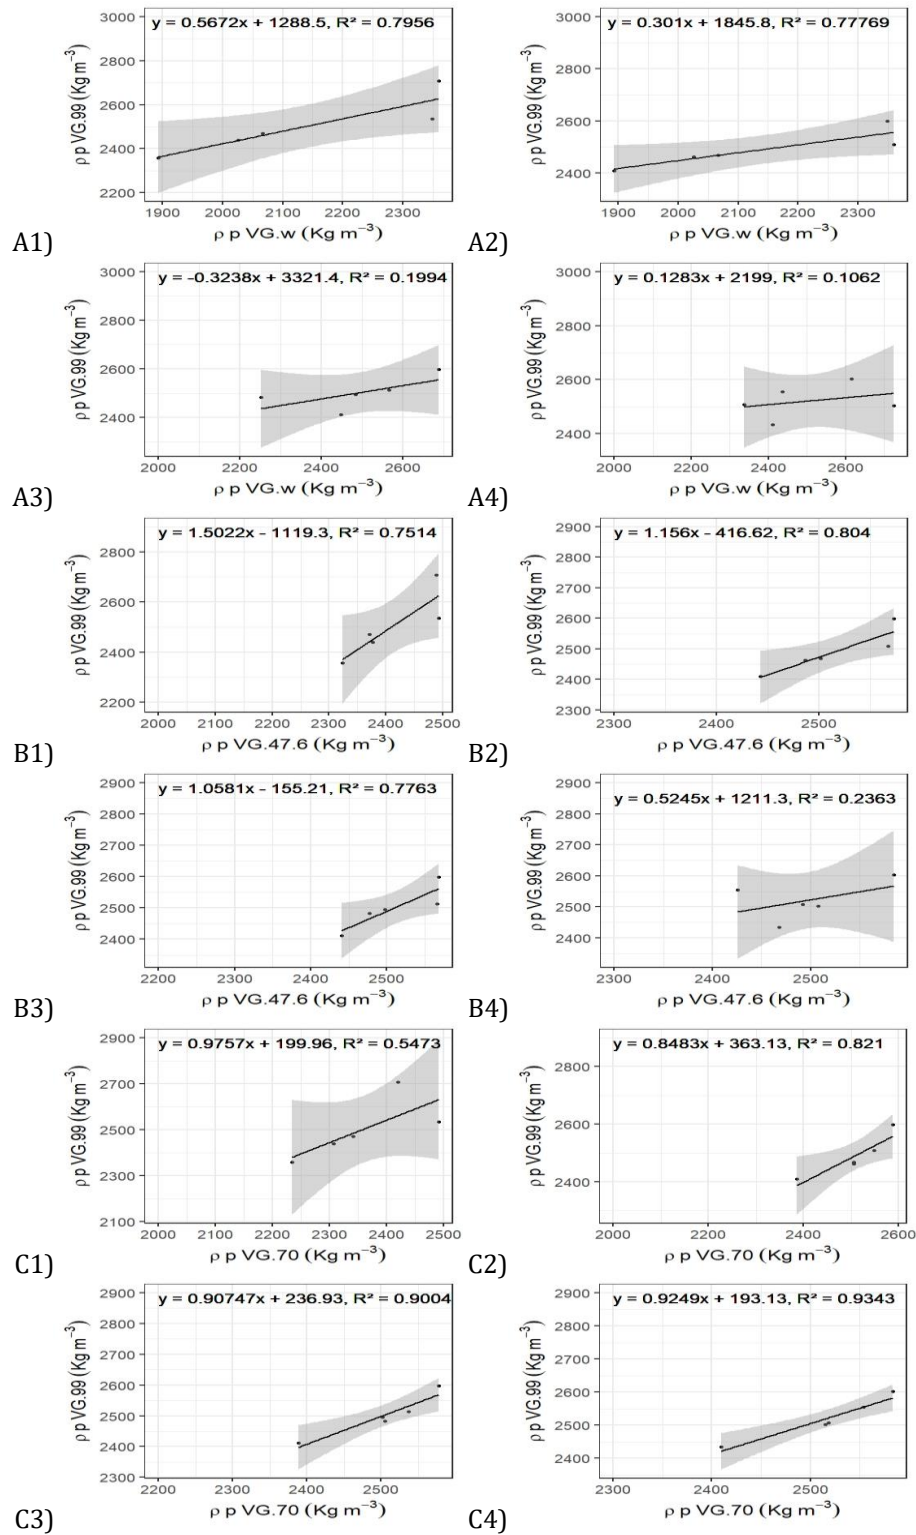 y = 0.5672x + 1288.5, R² = 0.7956
3000
2800
2600
2400
2200
ρ p VG.99 (Kg m⁻³)
1900 2000 2100 2200 2300
ρ p VG.w (Kg m⁻³)
A1)
y = 0.301x + 1845.8, R² = 0.77769
3000
2800
2600
2400
ρ p VG.99 (Kg m⁻³)
1900 2000 2100 2200 2300
ρ p VG.w (Kg m⁻³)
A2)
y = -0.3238x + 3321.4, R² = 0.1994
3000
2800
2600
2400
ρ p VG.99 (Kg m⁻³)
2000 2200 2400 2600
ρ p VG.w (Kg m⁻³)
A3)
y = 0.1283x + 2199, R² = 0.1062
3000
2800
2600
2400
ρ p VG.99 (Kg m⁻³)
2000 2200 2400 2600
ρ p VG.w (Kg m⁻³)
A4)
y = 1.5022x - 1119.3, R² = 0.7514
2800
2600
2400
2200
ρ p VG.99 (Kg m⁻³)
2000 2100 2200 2300 2400 2500
ρ p VG.47.6 (Kg m⁻³)
B1)
y = 1.156x - 416.62, R² = 0.804
2900
2800
2700
2600
2500
2400
2300
ρ p VG.99 (Kg m⁻³)
2300 2400 2500
ρ p VG.47.6 (Kg m⁻³)
B2)
y = 1.0581x - 155.21, R² = 0.7763
2900
2800
2700
2600
2500
2400
ρ p VG.99 (Kg m⁻³)
2200 2300 2400 2500
ρ p VG.47.6 (Kg m⁻³)
B3)
y = 0.5245x + 1211.3, R² = 0.2363
2900
2800
2700
2600
2500
2400
ρ p VG.99 (Kg m⁻³)
2300 2400 2500
ρ p VG.47.6 (Kg m⁻³)
B4)
y = 0.9757x + 199.96, R² = 0.5473
2900
2700
2500
2300
2100
ρ p VG.99 (Kg m⁻³)
2000 2100 2200 2300 2400 2500
ρ p VG.70 (Kg m⁻³)
C1)
y = 0.8483x + 363.13, R² = 0.821
2800
2600
2400
ρ p VG.99 (Kg m⁻³)
2000 2200 2400 2600
ρ p VG.70 (Kg m⁻³)
C2)
y = 0.90747x + 236.93, R² = 0.9004
2900
2800
2700
2600
2500
2400
2300
ρ p VG.99 (Kg m⁻³)
2200 2300 2400 2500
ρ p VG.70 (Kg m⁻³)
C3)
y = 0.9249x + 193.13, R² = 0.9343
2900
2800
2700
2600
2500
2400
ρ p VG.99 (Kg m⁻³)
2300 2400 2500
ρ p VG.70 (Kg m⁻³)
C4)